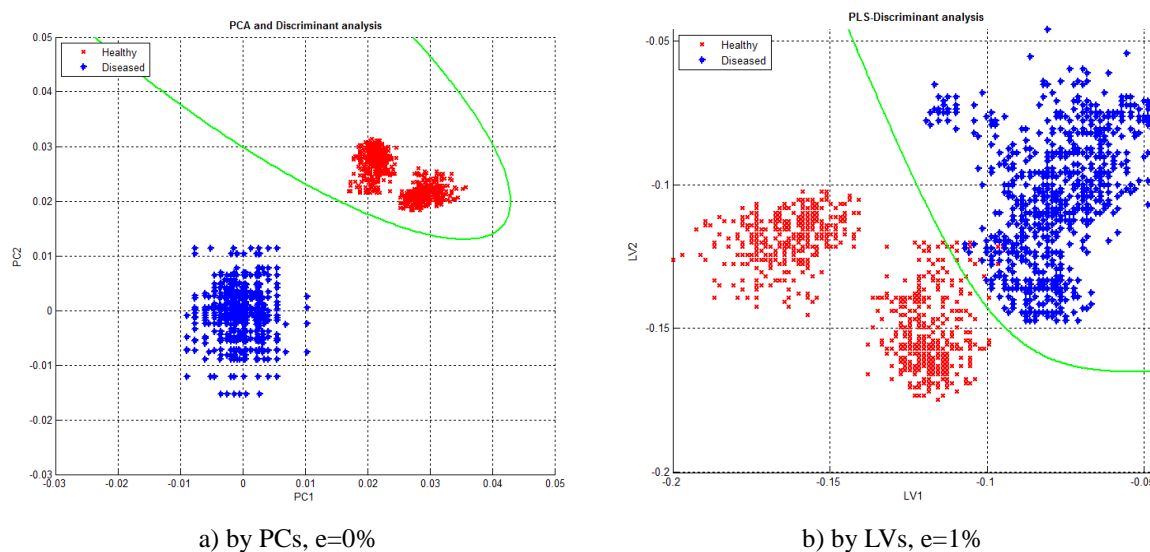 PCA and Discriminant analysis
Healthy
Diseased
PC2
0.05
0.04
0.03
0.02
0.01
0
-0.01
-0.02
-0.03
-0.03
-0.02
-0.01
0
0.01
0.02
0.03
0.04
0.05
PC1
a) by PCs, e=0%
PLS-Discriminant analysis
Healthy
Diseased
LV2
-0.05
-0.1
-0.15
-0.2
-0.2
-0.15
-0.1
-0.05
LV1
b) by LVs, e=1%